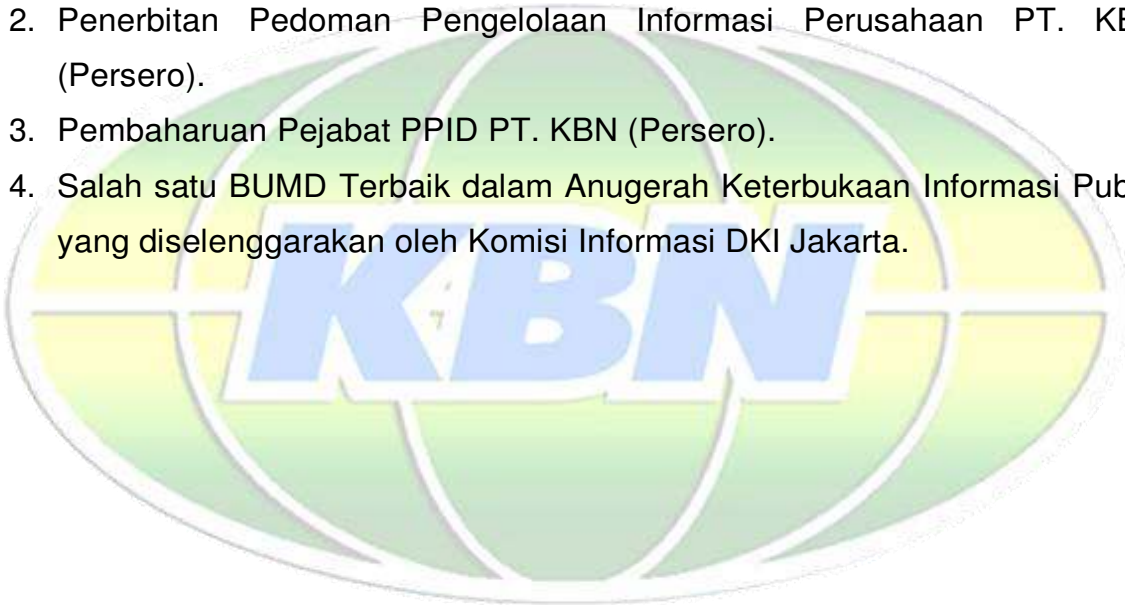 2. Penerbitan Pedoman Pengelolaan Informasi Perusahaan PT.
(Persero).
3. Pembaharuan Pejabat PPID PT. KBN (Persero).
4. Salah satu BUMD Terbaik dalam Anugerah Keterbukaan Informasi
yang diselenggarakan oleh Komisi Informasi DKI Jakarta.
KBN